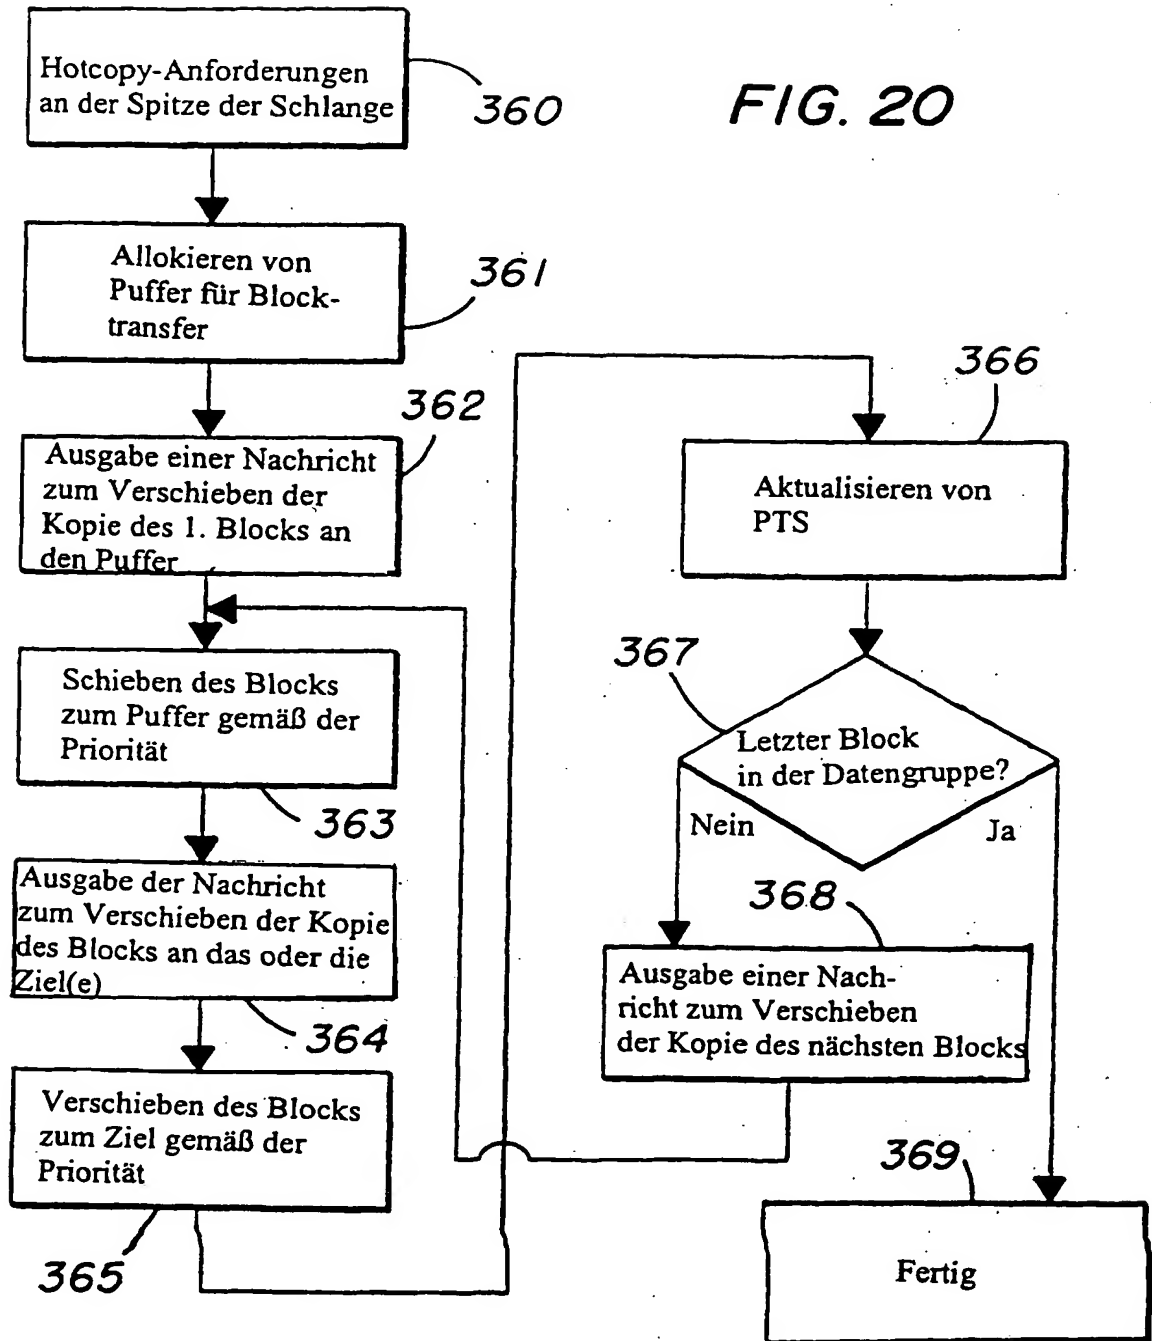 FIG. 20
Hotcopy-Anforderungen
an der Spitze der Schlange
360
Allokieren von
Puffer für Block-
transfer
361
362
Ausgabe einer Nachricht
zum Verschieben der
Kopie des 1. Blocks an
den Puffer
Schieben des Blocks
zum Puffer gemäß der
Priorität
363
Ausgabe der Nachricht
zum Verschieben der Kopie
des Blocks an das oder die
Ziel(e)
364
Verschieben des Blocks
zum Ziel gemäß der
Priorität
365
366
Aktualisieren von
PTS
367
Letzter Block
in der Datengruppe?
Nein
Ja
368
Ausgabe einer Nach-
richt zum Verschieben
der Kopie des nächsten Blocks
369
Fertig